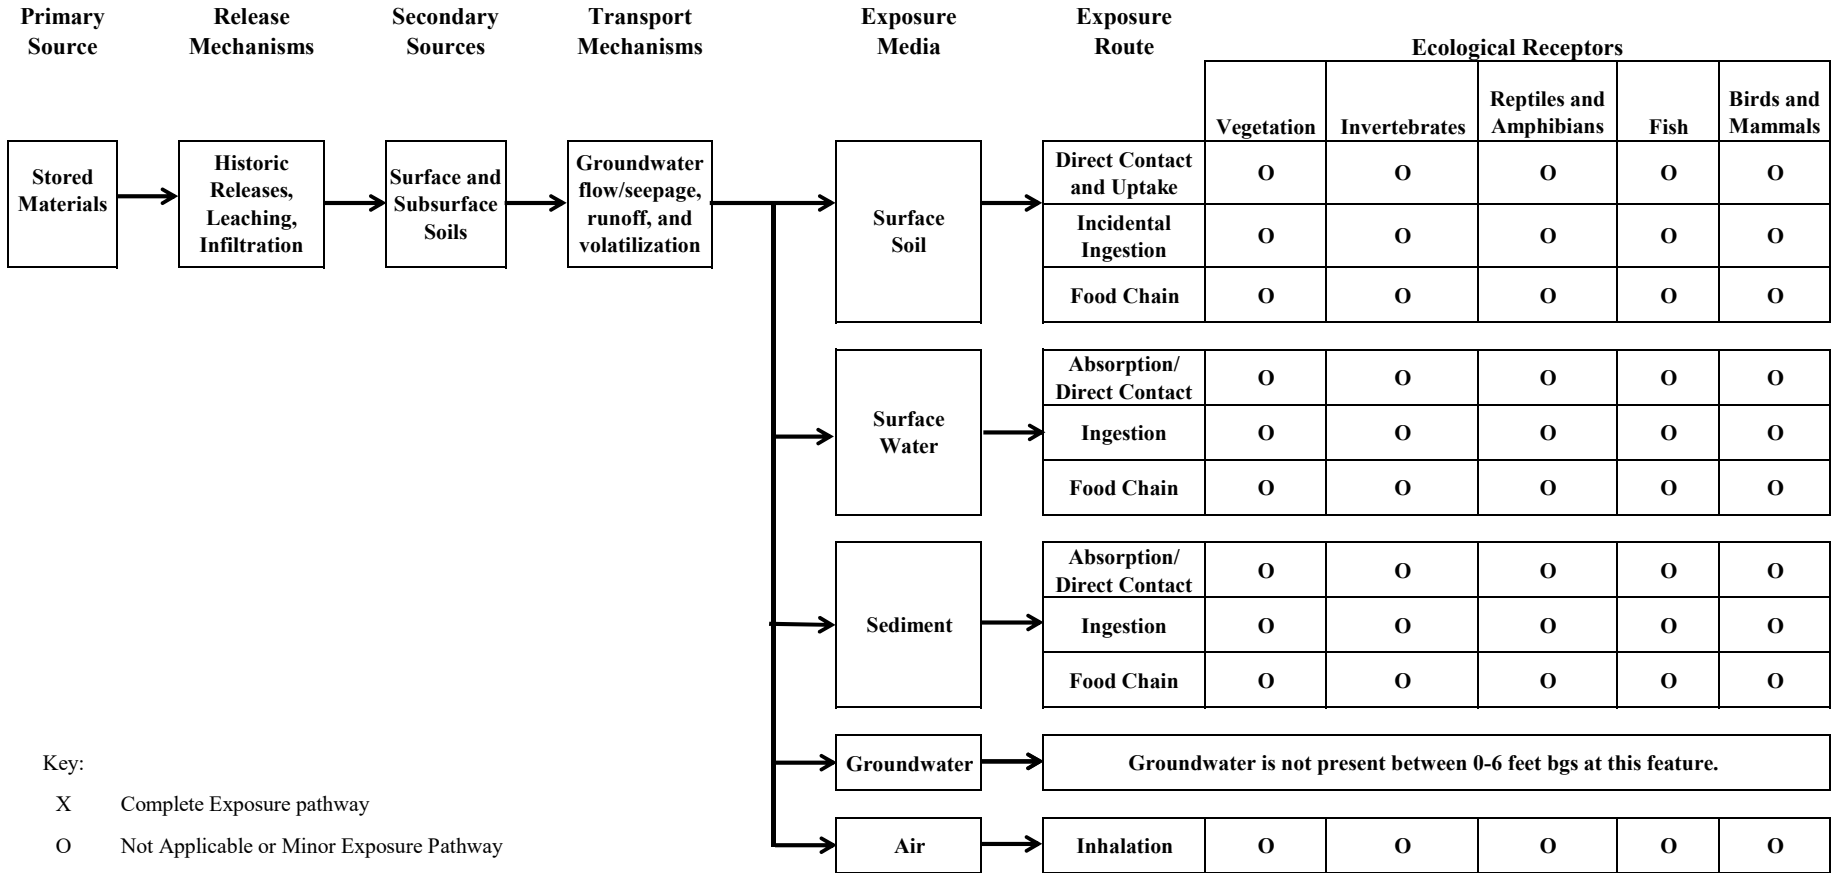 Primary Source
Release Mechanisms
Secondary Sources
Transport Mechanisms
Exposure Media
Exposure Route
Ecological Receptors
Vegetation
Invertebrates
Reptiles and
Amphibians
Fish
Birds and
Mammals
Stored
Materials
Historic
Releases,
Leaching,
Infiltration
Surface and
Subsurface
Soils
Groundwater
flow/seepage,
runoff, and
volatilization
Surface
Soil
Direct Contact
and Uptake
O O O O O
Incidental
Ingestion
O O O O O
Food Chain O O O O O
Surface
Water
Absorption/
Direct Contact
O O O O O
Ingestion O O O O O
Food Chain O O O O O
Sediment
Absorption/
Direct Contact
O O O O O
Ingestion O O O O O
Food Chain O O O O O
Groundwater
Groundwater is not present between 0-6 feet bgs at this feature.
Air
Inhalation O O O O O
Key:
X Complete Exposure pathway
O Not Applicable or Minor Exposure Pathway